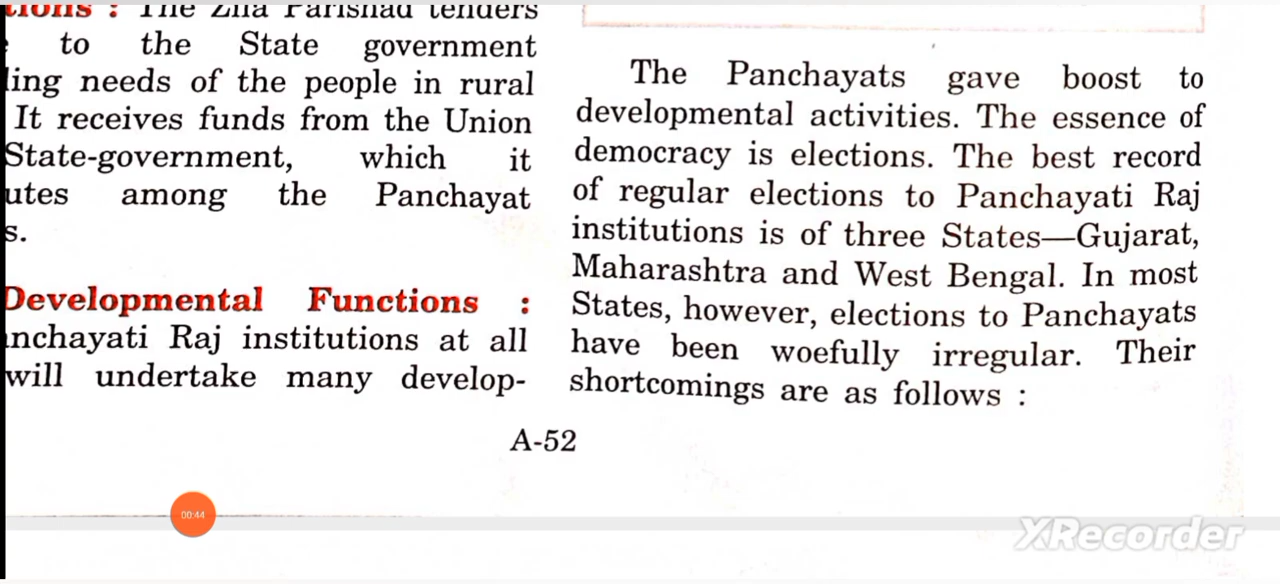 : The Zila Parishad tenders
to the State government
needs of the people in rural
It receives funds from the Union
State-government, which it
among the Panchayat
s.
Developmental Functions :
Raj institutions at all
will undertake many develop-
The Panchayats gave boost to
developmental activities. The essence of
democracy is elections. The best record
of regular elections to Panchayati Raj
institutions is of three States—Gujarat,
Maharashtra and West Bengal. In most
States, however, elections to Panchayats
have been woefully irregular. Their
shortcomings are as follows :
A-52
00:44
XRecorder